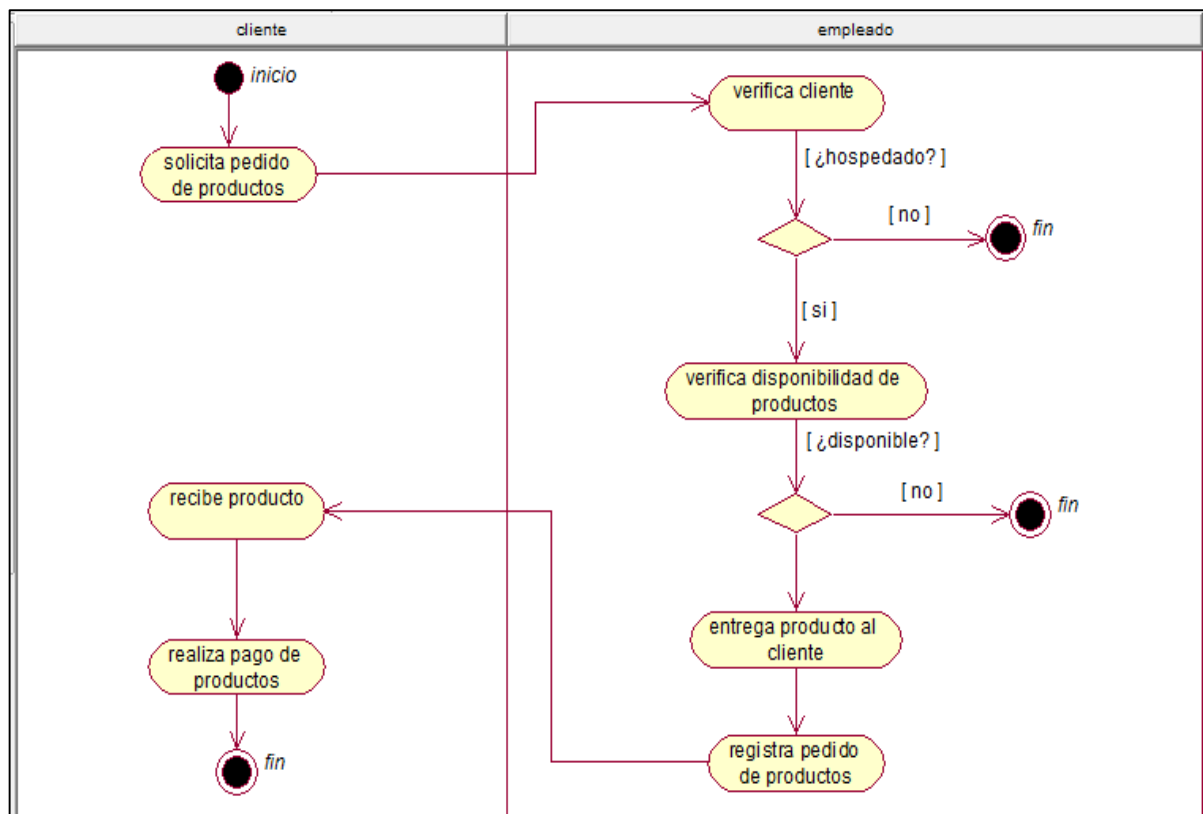 cliente
empleado
inicio
solicita pedido
de productos
verifica cliente
[ ¿hospedado? ]
[ no ]
fin
[ si ]
verifica disponibilidad de
productos
[ ¿disponible? ]
[ no ]
fin
entrega producto al
cliente
registra pedido
de productos
recibe producto
realiza pago de
productos
fin